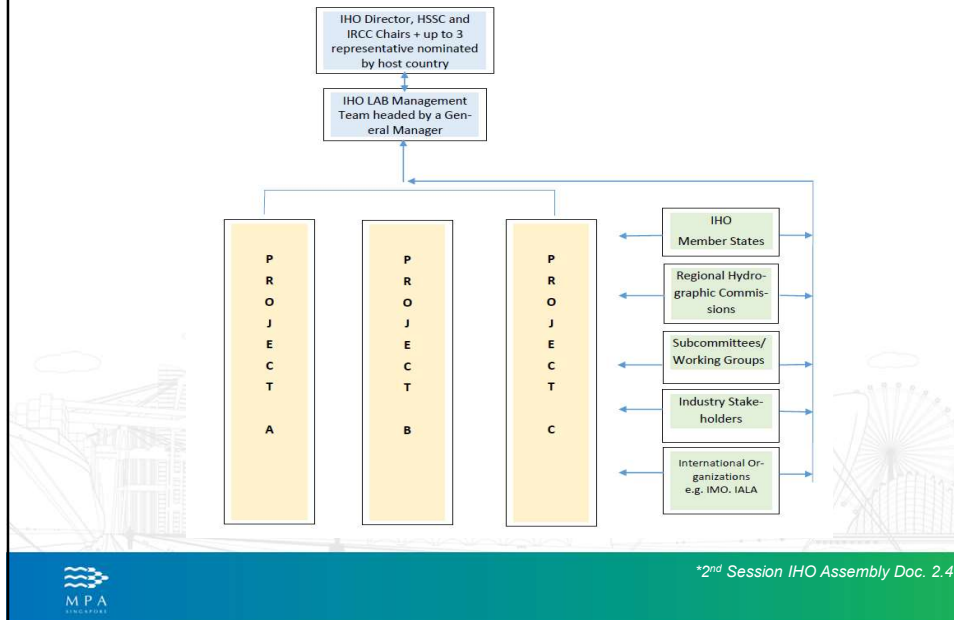 IHO Director, HSSC and
IRCC Chairs + up to 3
representative nominated
by host country
IHO LAB Management
Team headed by a Gen-
eral Manager
P
R
O
J
E
C
T
A
P
R
O
J
E
C
T
B
P
R
O
J
E
C
T
C
IHO
Member States
Regional Hydro-
graphic Commis-
sions
Subcommittees/
Working Groups
Industry Stake-
holders
International Or-
ganizations
e.g. IMO. IALA
*2nd Session IHO Assembly Doc. 2.4
MPA
SINGAPORE